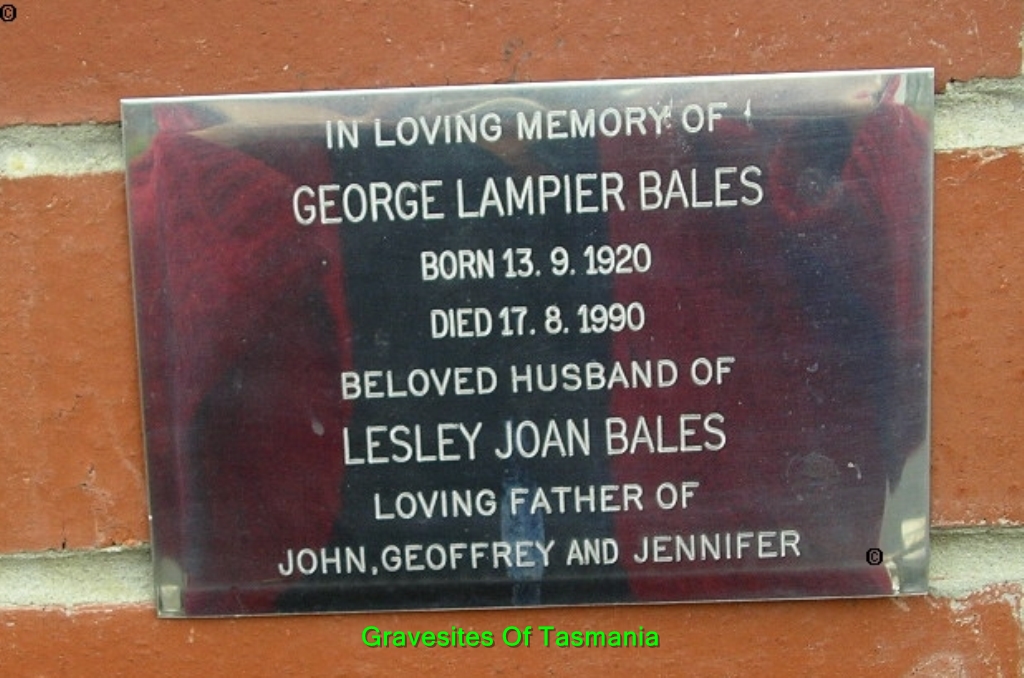 ©
IN LOVING MEMORY OF
GEORGE LAMPIER BALES
BORN 13. 9. 1920
DIED 17. 8. 1990
BELOVED HUSBAND OF
LESLEY JOAN BALES
LOVING FATHER OF
JOHN, GEOFFREY AND JENNIFER
©
Gravesites Of Tasmania